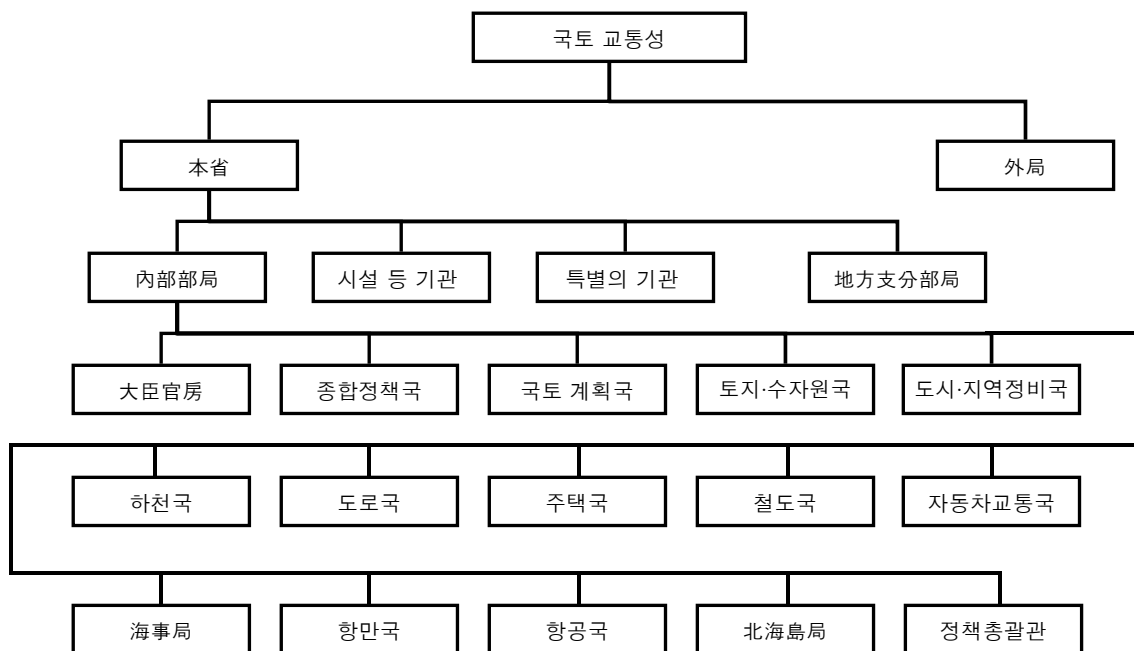 국토 교통성
本省
外局
內部部局
시설 등 기관
특별의 기관
地方支分部局
大臣官房
종합정책국
국토 계획국
토지·수자원국
도시·지역정비국
하천국
도로국
주택국
철도국
자동차교통국
海事局
항만국
항공국
北海島局
정책총괄관